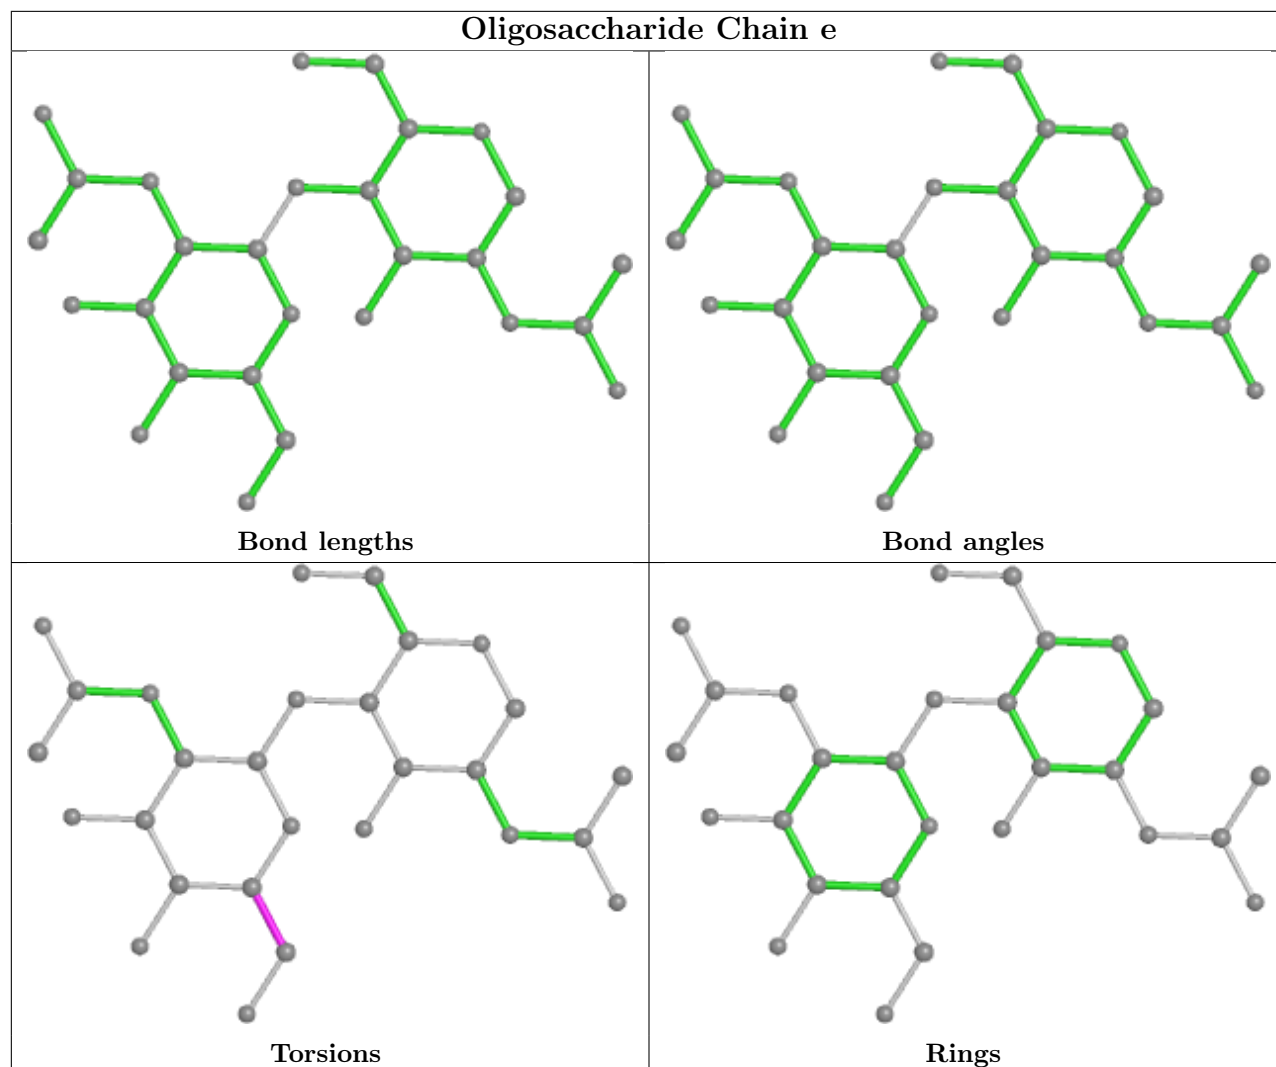 Oligosaccharide Chain e
Bond lengths
Bond angles
Torsions
Rings